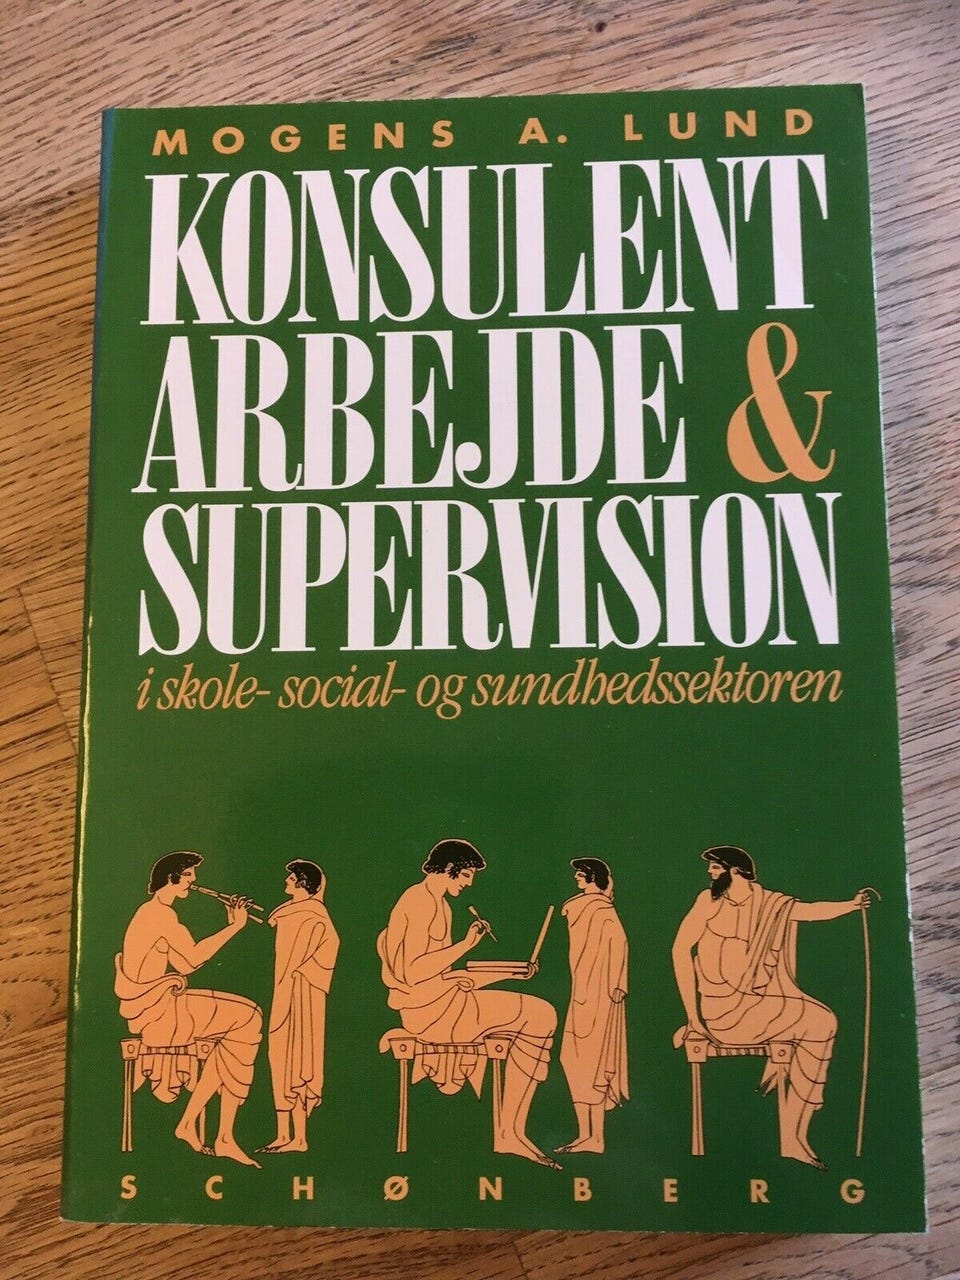 MOGENS A. LUND
KONSULENT
ARBEJDE &
SUPERVISION
i skole- social- og sundhedssektoren
SCHØNBERG